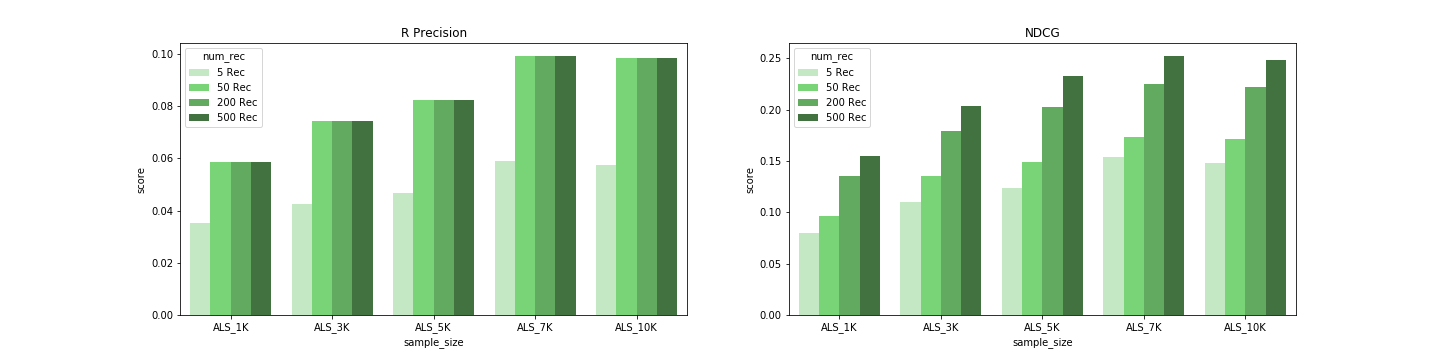 R Precision
num_rec
5 Rec
50 Rec
200 Rec
500 Rec
0.10
0.08
0.06
0.04
0.02
0.00
score
ALS_1K ALS_3K ALS_5K ALS_7K ALS_10K
sample_size
NDCG
num_rec
5 Rec
50 Rec
200 Rec
500 Rec
0.25
0.20
0.15
0.10
0.05
0.00
score
ALS_1K ALS_3K ALS_5K ALS_7K ALS_10K
sample_size